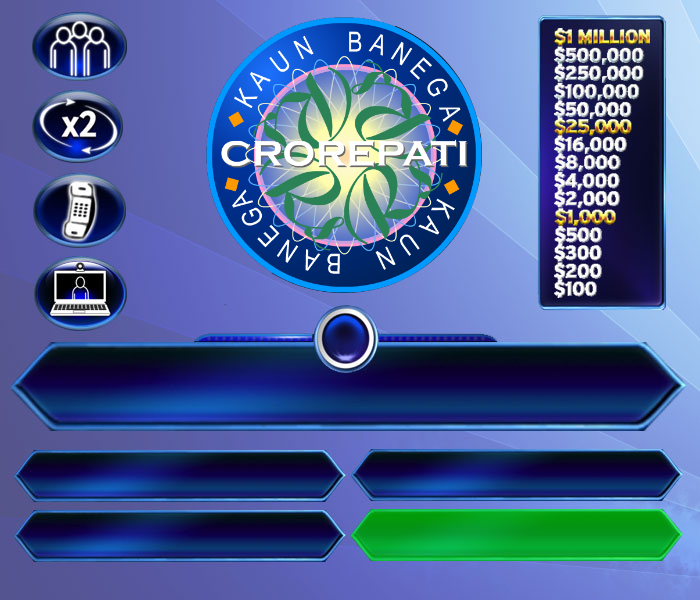 KAUN BANEGA
CROREPATI
KAUN BANEGA
x2
$1 MILLION
$500,000
$250,000
$100,000
$50,000
$25,000
$16,000
$8,000
$4,000
$2,000
$1,000
$500
$300
$200
$100